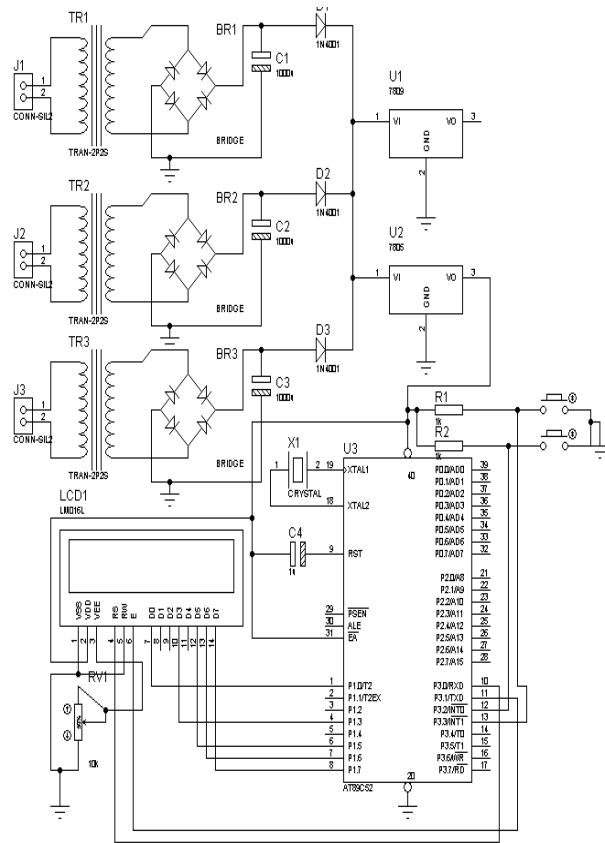 TR1
BR1
D1
1N4001
J1
1
2
CONN-SIL2
C1
1000u
TRAN-2P2S
BRIDGE
U1
7809
1
VI
VO
3
GND
2
TR2
BR2
D2
1N4001
J2
1
2
CONN-SIL2
C2
1000u
TRAN-2P2S
BRIDGE
U2
7805
1
VI
VO
3
GND
2
TR3
BR3
D3
1N4001
J3
1
2
CONN-SIL2
C3
1000u
TRAN-2P2S
BRIDGE
R1
1k
R2
1k
X1
1
2
CRYSTAL
U3
40
19
XTAL1
18
XTAL2
C4
9
RST
29
PSEN
30
ALE
31
EA
1
P1.0/T2
2
P1.1/T2EX
3
P1.2
4
P1.3
5
P1.4
6
P1.5
7
P1.6
8
P1.7
P0.0/AD0
39
P0.1/AD1
38
P0.2/AD2
37
P0.3/AD3
36
P0.4/AD4
35
P0.5/AD5
34
P0.6/AD6
33
P0.7/AD7
32
P2.0/A8
21
P2.1/A9
22
P2.2/A10
23
P2.3/A11
24
P2.4/A12
25
P2.5/A13
26
P2.6/A14
27
P2.7/A15
28
P3.0/RXD
10
P3.1/TXD
11
P3.2/INT0
12
P3.3/INT1
13
P3.4/T0
14
P3.5/T1
15
P3.6/WR
16
P3.7/RD
17
20
AT89C52
LCD1
LM016L
VSS VDD VEE RS RW E D0 D1 D2 D3 D4 D5 D6 D7
1 2 3 4 5 6 7 8 9 10 11 12 13 14
RV1
10k